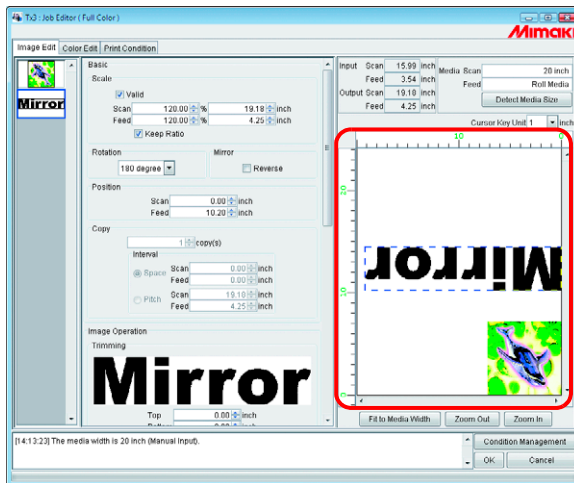 Tx3 : Job Editor ( Full Color )
Mimaki
Image Edit Color Edit Print Condition
Mirror
Basic
Scale
Valid
Scan 120.00 % 19.18 inch
Feed 120.00 % 4.25 inch
Keep Ratio
Rotation
180 degree
Mirror
Reverse
Position
Scan 0.00 inch
Feed 10.20 inch
Copy
1 copy(s)
Interval
Space
Scan 0.00 inch
Feed 0.00 inch
Pitch
Scan 19.18 inch
Feed 4.25 inch
Image Operation
Trimming
Mirror
Top 0.00 inch
Input Scan 15.99 inch
Feed 3.54 inch
Output Scan 19.18 inch
Feed 4.25 inch
Media Scan 20 inch
Feed Roll Media
Detect Media Size
Cursor Key Unit 1 inch
10 0
20
10
0
Mirror
Fit to Media Width Zoom Out Zoom In
[14:13:23] The media width is 20 inch (Manual Input).
Condition Management
OK Cancel